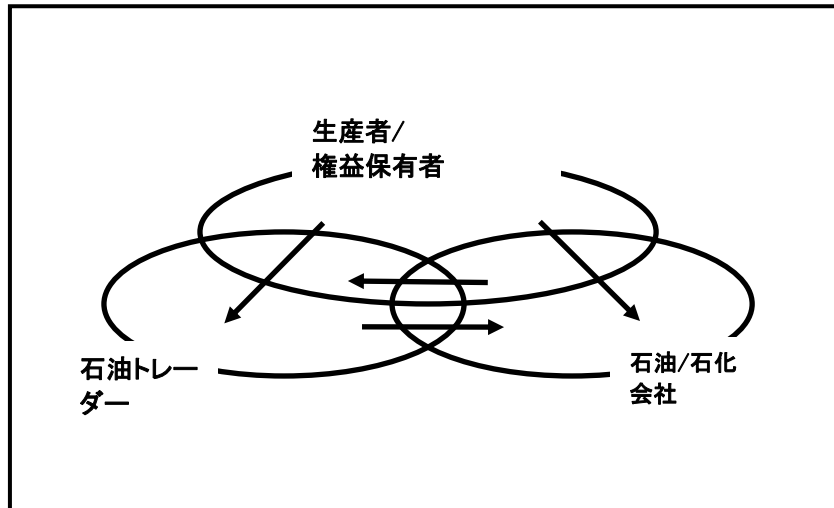 生産者/
権益保有者
石油トレー
ダー
石油/石化
会社